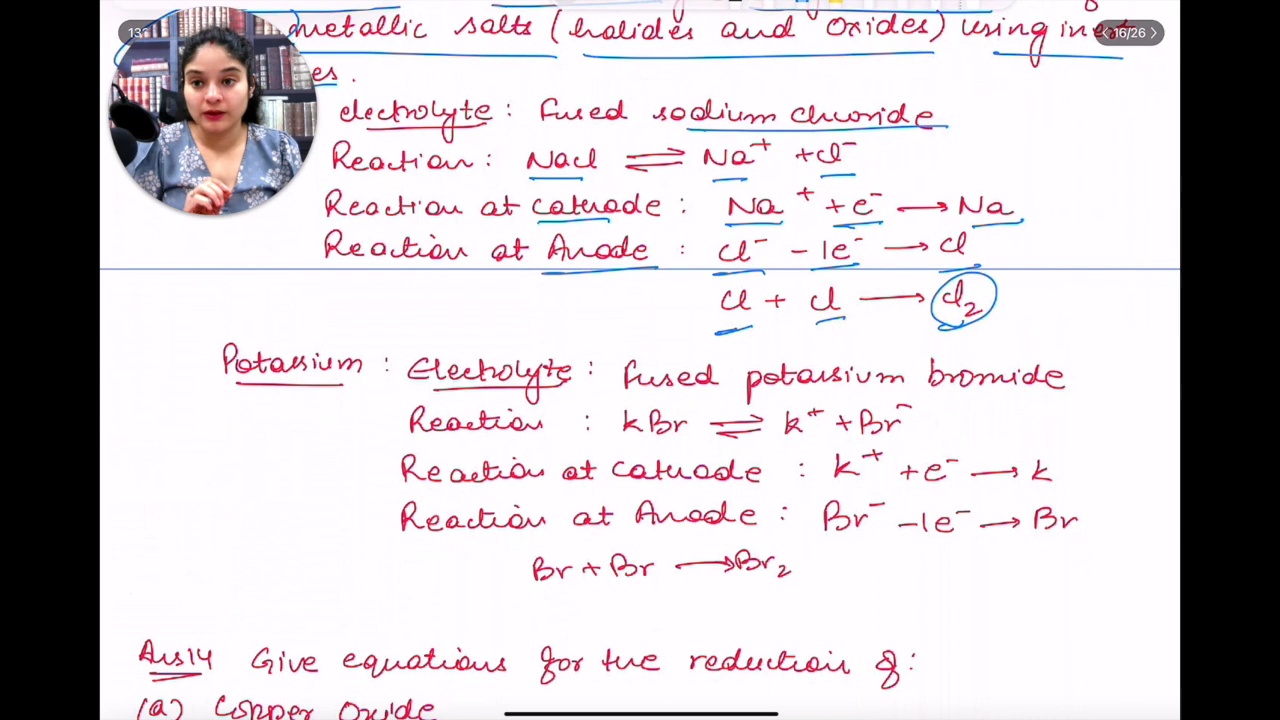 metallic salts (halides and Oxides) using
16/26
es.
electrolyte : Fused sodium chloride
Reaction : NaCl ⇌ Na⁺ + Cl⁻
Reaction at cathode : Na⁺ + e⁻ → Na
Reaction at Anode : Cl⁻ - 1e⁻ → Cl
Cl + Cl → Cl₂
Potassium : Electrolyte : Fused potassium bromide
Reaction : KBr ⇌ K⁺ + Br⁻
Reaction at cathode : K⁺ + e⁻ → K
Reaction at Anode : Br⁻ - 1e⁻ → Br
Br + Br → Br₂
Ans14 Give equations for the reduction of :
(a) Copper Oxide